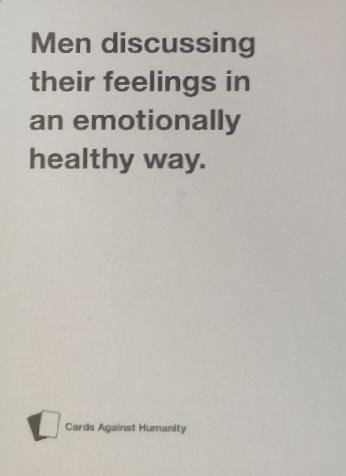 Men discussing
their feelings in
an emotionally
healthy way.
Cards Against Humanity